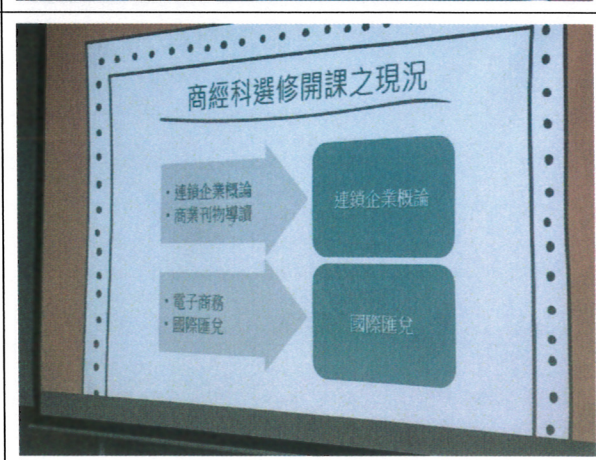 商經科選修開課之現況
・連鎖企業概論
・商業刊物導讀
連鎖企業概論
・電子商務
・國際匯兌
國際匯兌